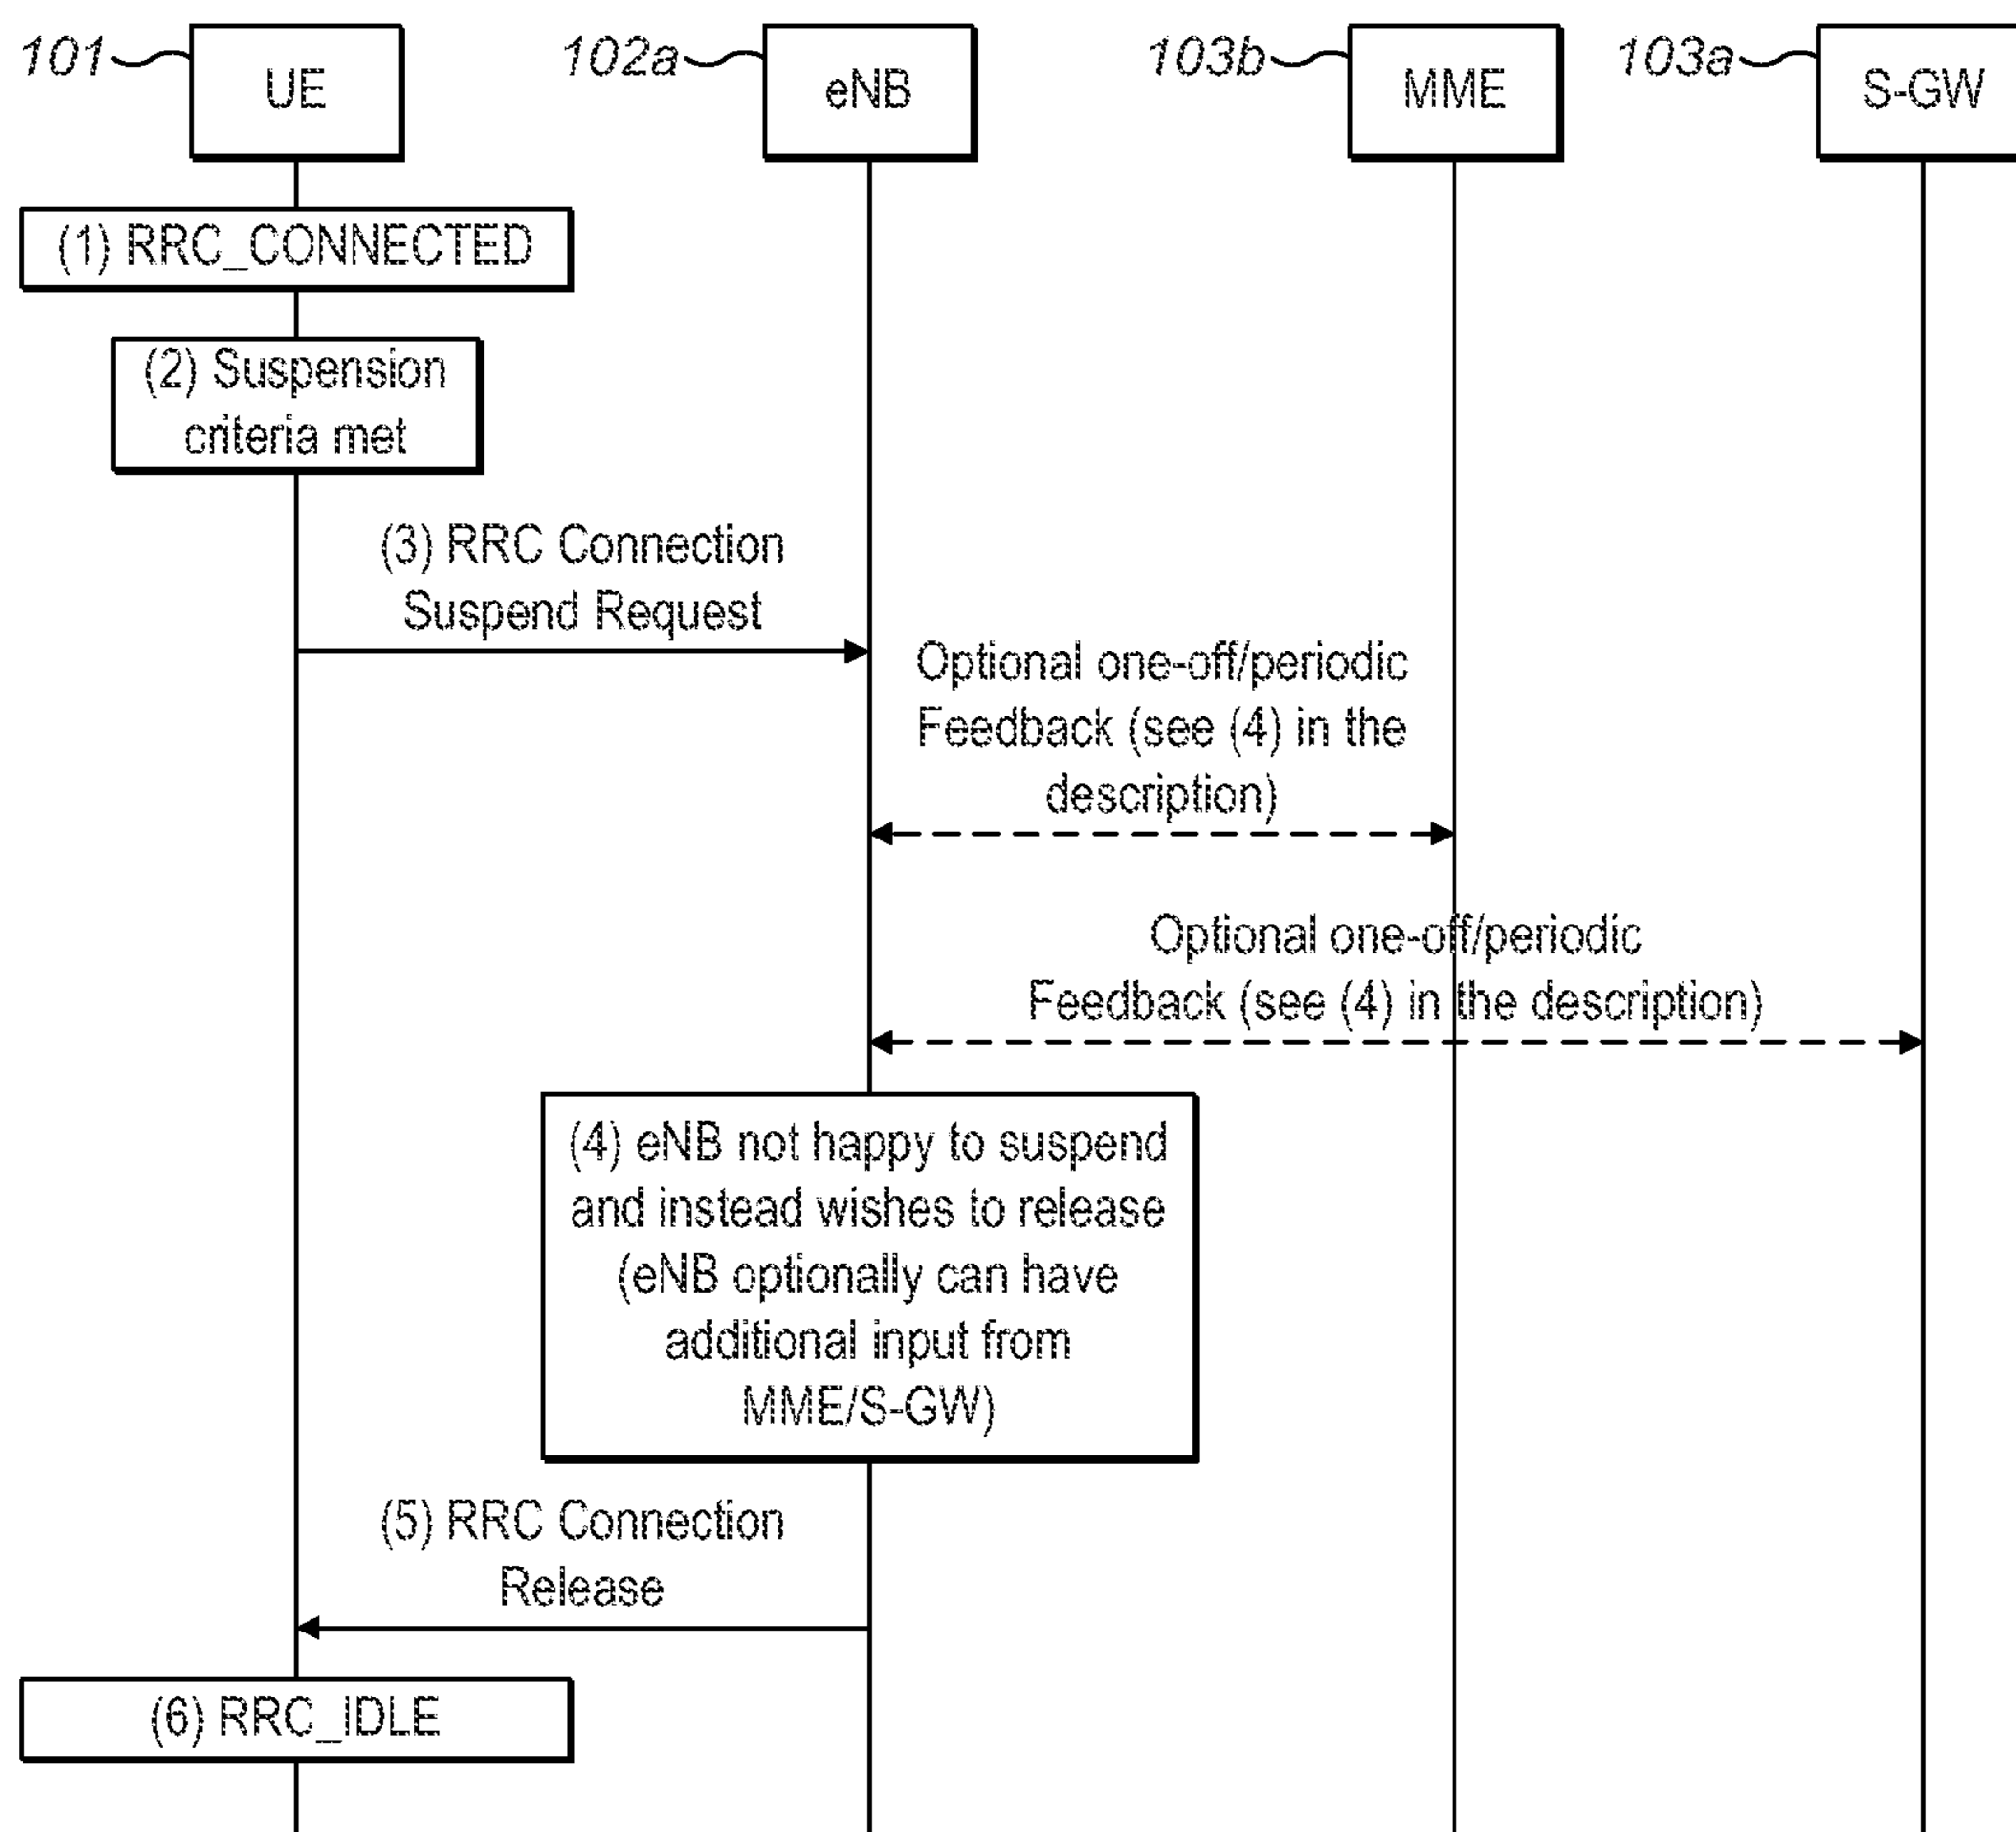 101
UE
102a
eNB
103b
MME
103a
S-GW
(1) RRC_CONNECTED
(2) Suspension
criteria met
(3) RRC Connection
Suspend Request
Optional one-off/periodic
Feedback (see (4) in the
description)
Optional one-off/periodic
Feedback (see (4) in the description)
(4) eNB not happy to suspend
and instead wishes to release
(eNB optionally can have
additional input from
MME/S-GW)
(5) RRC Connection
Release
(6) RRC_IDLE